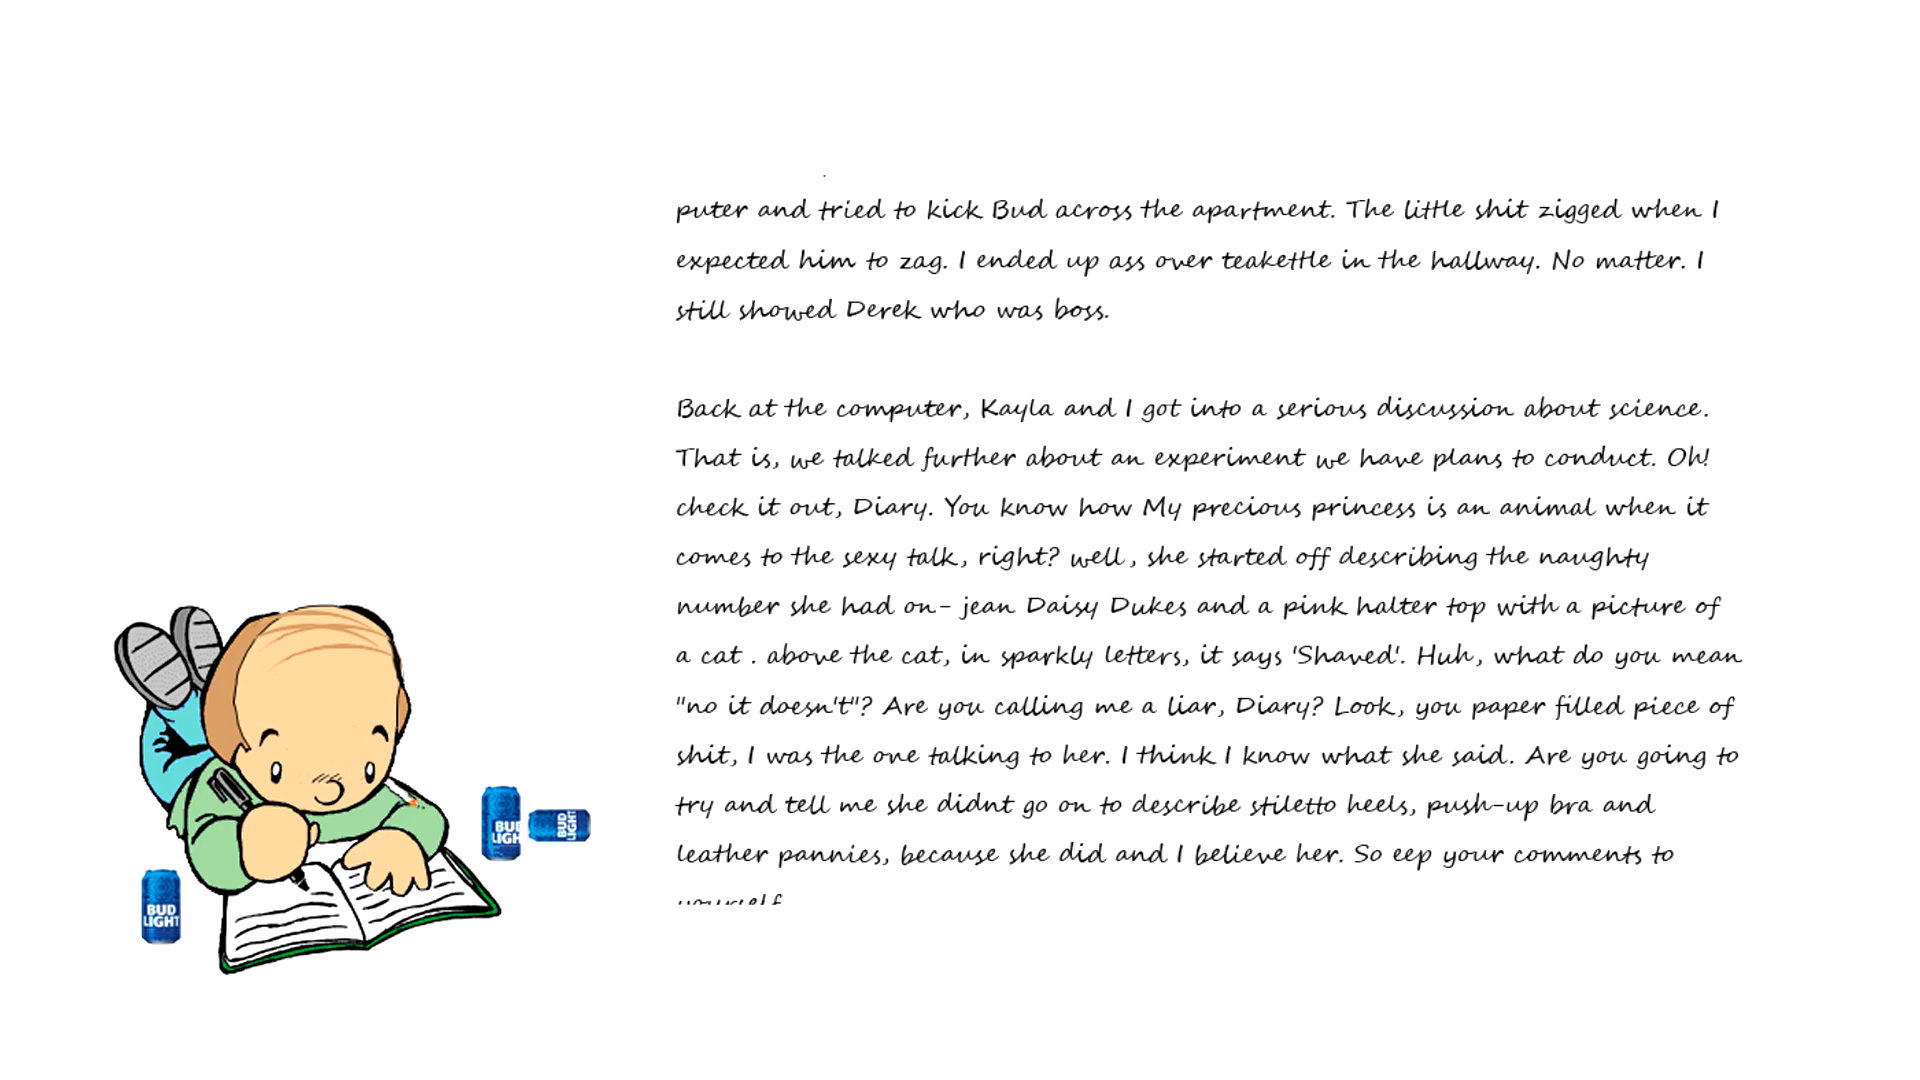 puter and tried to kick Bud across the apartment. The little shit zigged when I
expected him to zag. I ended up ass over teakettle in the hallway. No matter. I
still showed Derek who was boss.
Back at the computer, Kayla and I got into a serious discussion about science.
That is, we talked further about an experiment we have plans to conduct. Oh!
check it out, Diary. You know how My precious princess is an animal when it
comes to the sexy talk, right? well, she started off describing the naughty
number she had on- jean Daisy Dukes and a pink halter top with a picture of
a cat . above the cat, in sparkly letters, it says 'Shaved'. Huh, what do you mean
"no it doesn't"? Are you calling me a liar, Diary? Look, you paper filled piece of
shit, I was the one talking to her. I think I know what she said. Are you going to
try and tell me she didnt go on to describe stiletto heels, push-up bra and
leather pannies, because she did and I believe her. So eep your comments to
yourself
BUD LIGHT
BUD LIGHT
BUD LIGHT